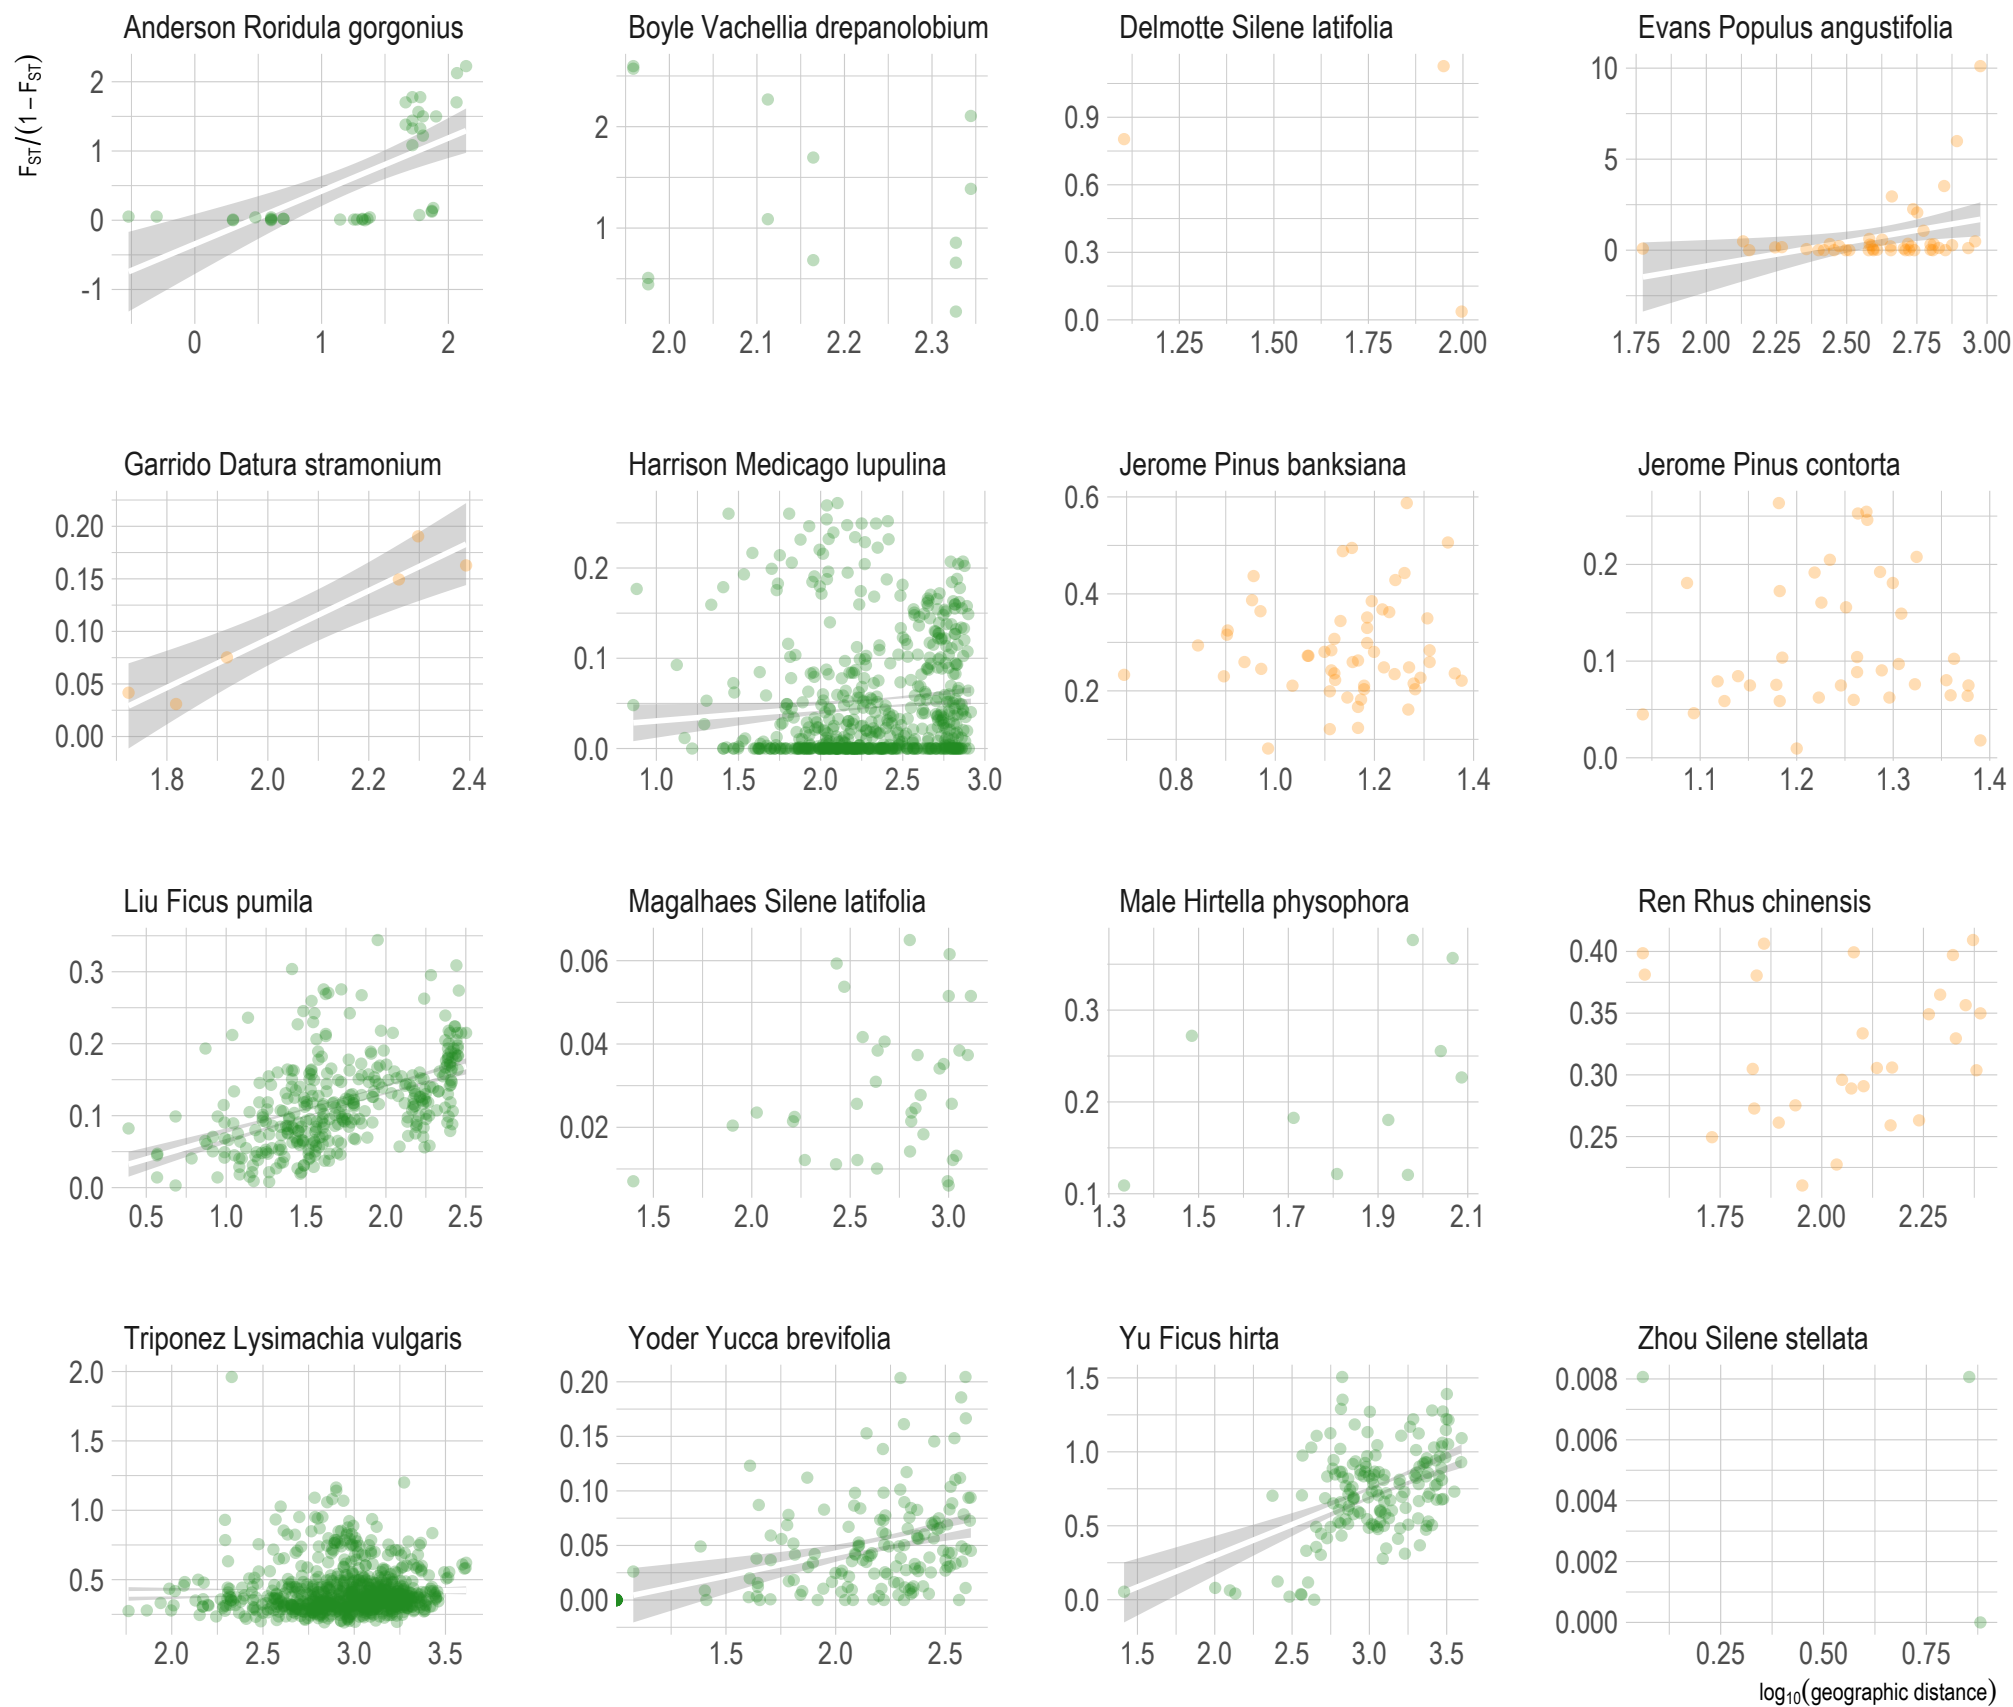 Anderson Roridula gorgonius
Boyle Vachellia drepanolobium
Delmotte Silene latifolia
Evans Populus angustifolia
F_ST/(1 − F_ST)
2
1
0
-1
0 1 2
2
1
2.0 2.1 2.2 2.3
0.9
0.6
0.3
0.0
1.25 1.50 1.75 2.00
10
5
0
1.75 2.00 2.25 2.50 2.75 3.00
Garrido Datura stramonium
Harrison Medicago lupulina
Jerome Pinus banksiana
Jerome Pinus contorta
0.20
0.15
0.10
0.05
0.00
1.8 2.0 2.2 2.4
0.2
0.1
0.0
1.0 1.5 2.0 2.5 3.0
0.6
0.4
0.2
0.8 1.0 1.2 1.4
0.2
0.1
0.0
1.1 1.2 1.3 1.4
Liu Ficus pumila
Magalhaes Silene latifolia
Male Hirtella physophora
Ren Rhus chinensis
0.3
0.2
0.1
0.0
0.5 1.0 1.5 2.0 2.5
0.06
0.04
0.02
1.5 2.0 2.5 3.0
0.3
0.2
0.1
1.3 1.5 1.7 1.9 2.1
0.40
0.35
0.30
0.25
1.75 2.00 2.25
Triponez Lysimachia vulgaris
Yoder Yucca brevifolia
Yu Ficus hirta
Zhou Silene stellata
2.0
1.5
1.0
0.5
2.0 2.5 3.0 3.5
0.20
0.15
0.10
0.05
0.00
1.5 2.0 2.5
1.5
1.0
0.5
0.0
1.5 2.0 2.5 3.0 3.5
0.008
0.006
0.004
0.002
0.000
0.25 0.50 0.75
log₁₀(geographic distance)